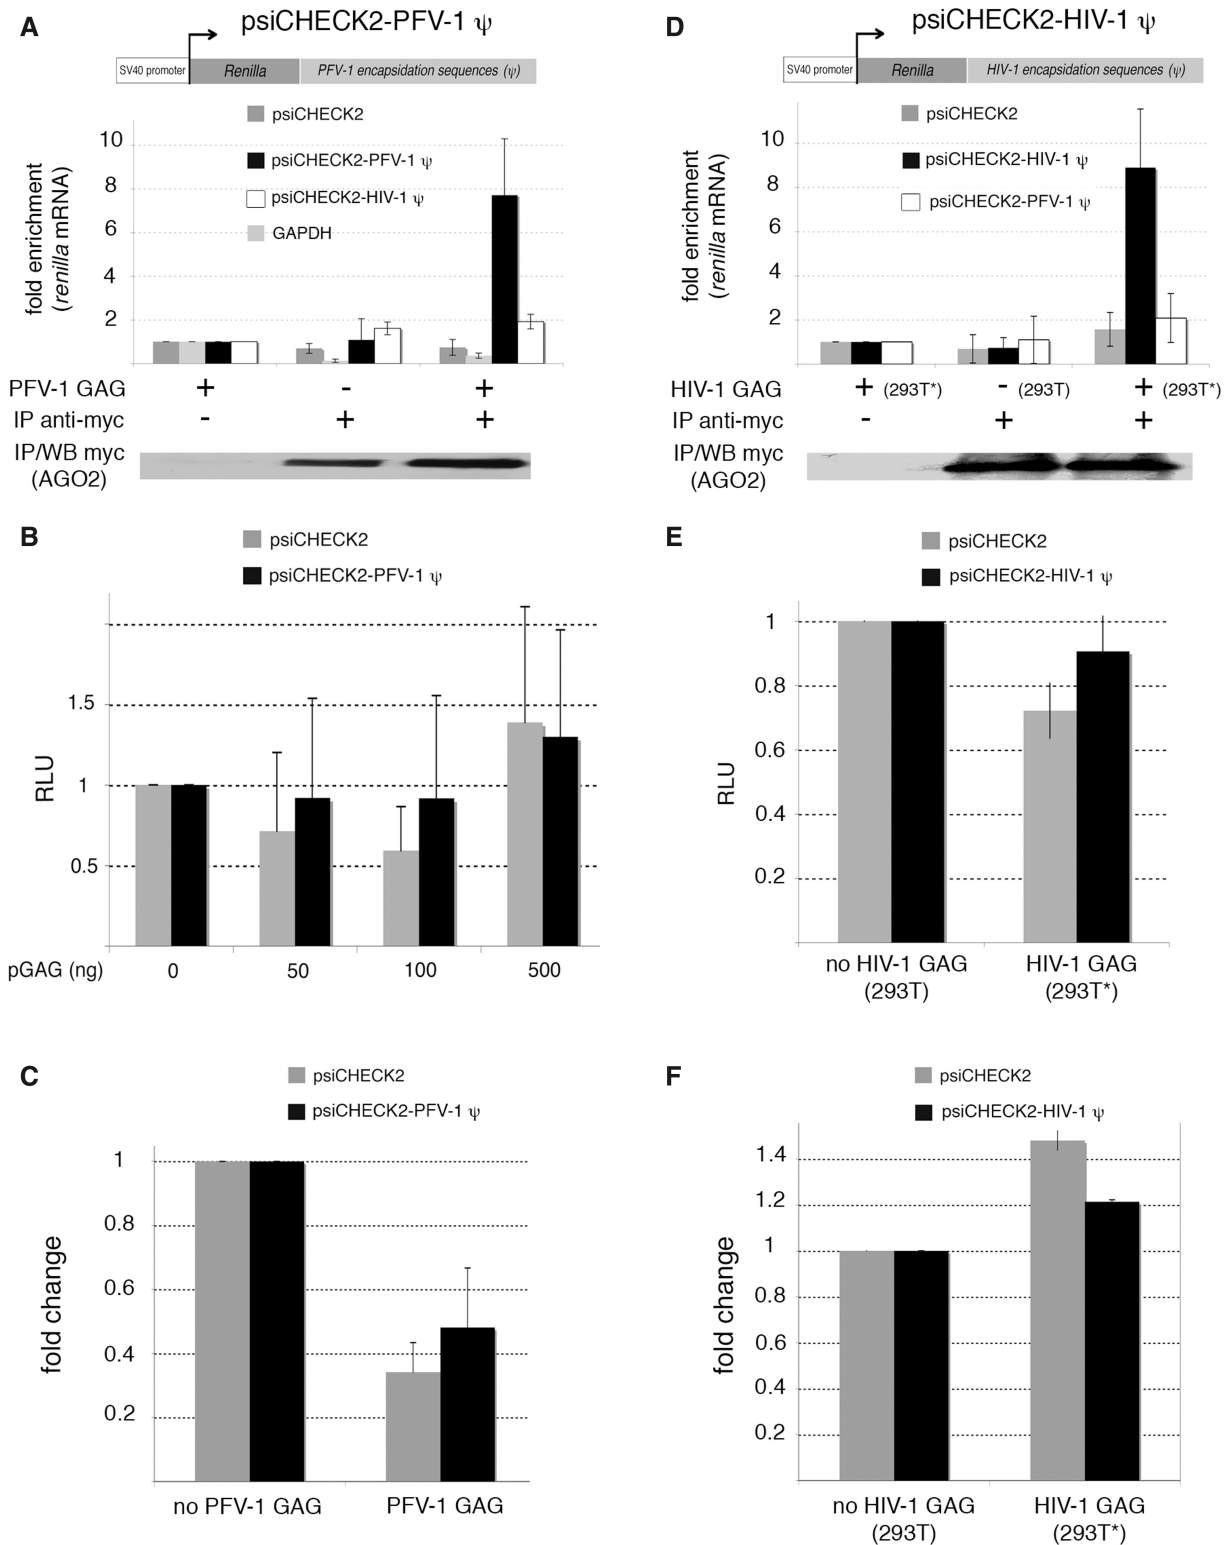 A
psiCHECK2-PFV-1 ψ
SV40 promoter
Renilla
PFV-1 encapsidation sequences (ψ)
psiCHECK2
psiCHECK2-PFV-1 ψ
psiCHECK2-HIV-1 ψ
GAPDH
fold enrichment
(renilla mRNA)
10
8
6
4
2
PFV-1 GAG + - +
IP anti-myc - + +
IP/WB myc
(AGO2)
B
psiCHECK2
psiCHECK2-PFV-1 ψ
RLU
1.5
1
0.5
pGAG (ng) 0 50 100 500
C
psiCHECK2
psiCHECK2-PFV-1 ψ
fold change
1
0.8
0.6
0.4
0.2
no PFV-1 GAG PFV-1 GAG
D
psiCHECK2-HIV-1 ψ
SV40 promoter
Renilla
HIV-1 encapsidation sequences (ψ)
psiCHECK2
psiCHECK2-HIV-1 ψ
psiCHECK2-PFV-1 ψ
fold enrichment
(renilla mRNA)
10
8
6
4
2
HIV-1 GAG + (293T*) - (293T) + (293T*)
IP anti-myc - + +
IP/WB myc
(AGO2)
E
psiCHECK2
psiCHECK2-HIV-1 ψ
RLU
1
0.8
0.6
0.4
0.2
no HIV-1 GAG HIV-1 GAG
(293T) (293T*)
F
psiCHECK2
psiCHECK2-HIV-1 ψ
fold change
1.4
1.2
1
0.8
0.6
0.4
0.2
no HIV-1 GAG HIV-1 GAG
(293T) (293T*)